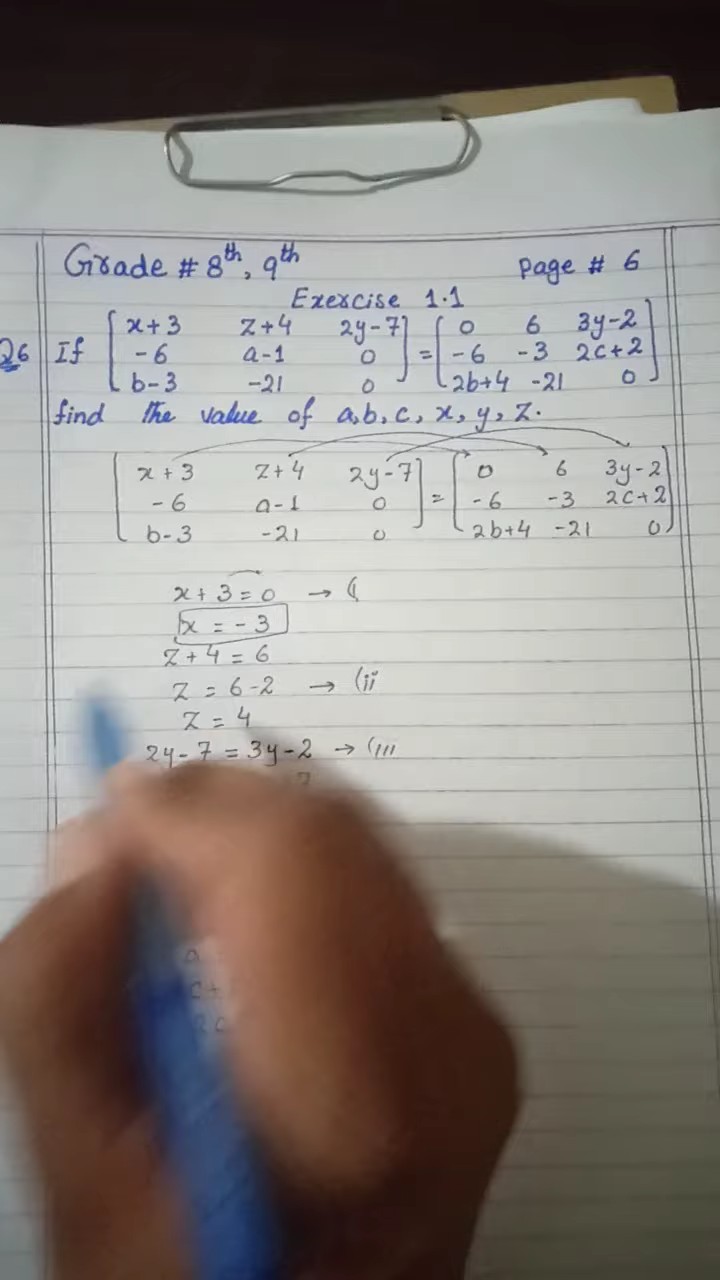 Grade # 8th, 9th Page # 6
Exercise 1.1
Q6 If [x+3 z+4 2y-7] = [0 6 3y-2]
-6 a-1 0 -6 -3 2c+2
b-3 -21 0 2b+4 -21 0
find the value of a,b,c,x,y,z.
[x+3 z+4 2y-7] = [0 6 3y-2]
-6 a-1 0 -6 -3 2c+2
b-3 -21 0 2b+4 -21 0
x+3=0 → (i
x = -3
z+4 = 6
z = 6-2 → (ii
z = 4
2y-7 = 3y-2 → (iii